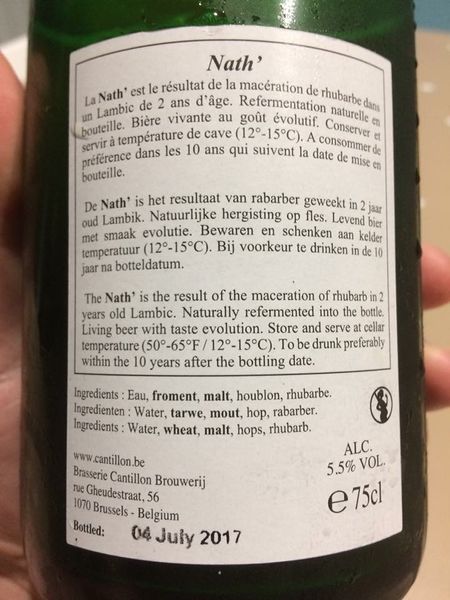 Nath'
La Nath' est le résultat de la macération de rhubarbe dans
un Lambic de 2 ans d'âge. Refermentation naturelle en
bouteille. Bière vivante au goût évolutif. Conserver et
servir à température de cave (12°-15°C). A consommer de
préférence dans les 10 ans qui suivent la date de mise en
bouteille.
De Nath' is het resultaat van rabarber geweekt in 2 jaar
oud Lambik. Natuurlijke hergisting op fles. Levend bier
met smaak evolutie. Bewaren en schenken aan kelder
temperatuur (12°-15°C). Bij voorkeur te drinken in de 10
jaar na botteldatum.
The Nath' is the result of the maceration of rhubarb in 2
years old Lambic. Naturally refermented into the bottle.
Living beer with taste evolution. Store and serve at cellar
temperature (50°-65°F / 12°-15°C). To be drunk preferably
within the 10 years after the bottling date.
Ingredients : Eau, froment, malt, houblon, rhubarbe.
Ingredienten : Water, tarwe, mout, hop, rabarber.
Ingredients : Water, wheat, malt, hops, rhubarb.
www.cantillon.be
Brasserie Cantillon Brouwerij
rue Gheudestraat, 56
1070 Brussels - Belgium
Bottled: 04 July 2017
ALC.
5.5% VOL.
e 75cl